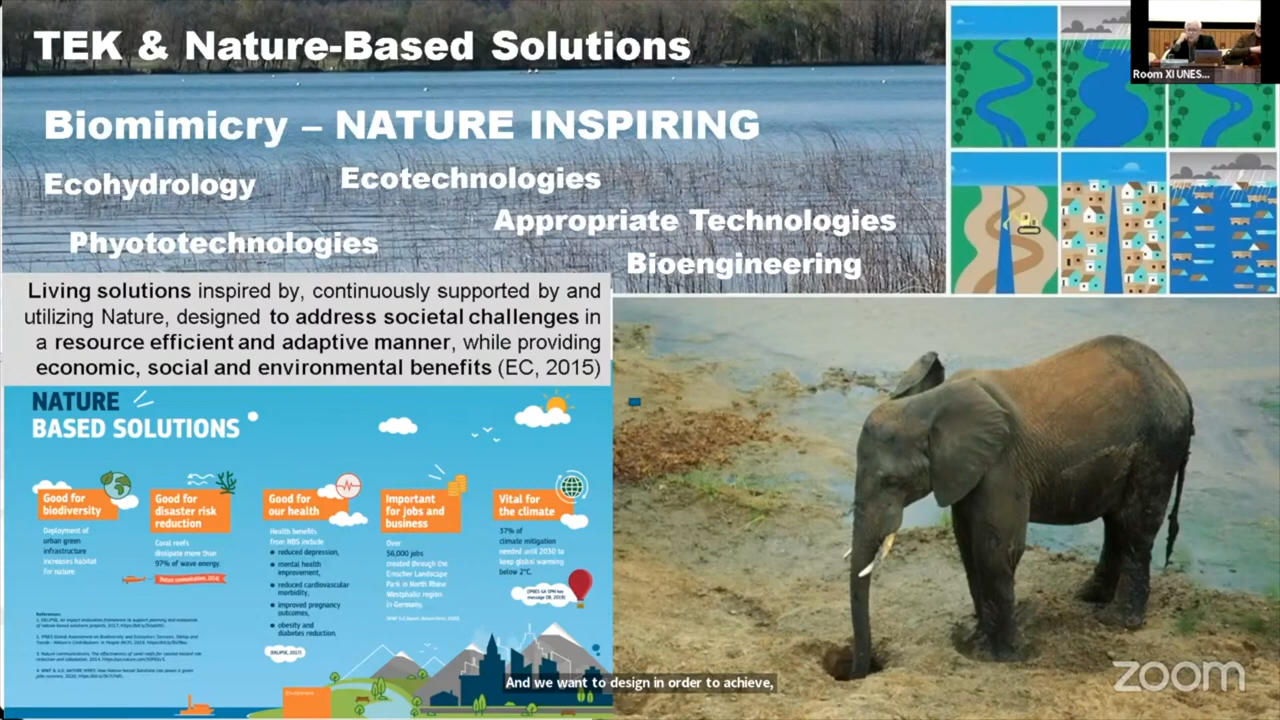 TEK & Nature-Based Solutions
Biomimicry – NATURE INSPIRING
Ecohydrology
Ecotechnologies
Appropriate Technologies
Phyototechnologies
Bioengineering
Room XI UNES...
Living solutions inspired by, continuously supported by and
utilizing Nature, designed to address societal challenges in
a resource efficient and adaptive manner, while providing
economic, social and environmental benefits (EC, 2015)
NATURE
BASED SOLUTIONS
Good for
biodiversity
Deployment of
urban green
infrastructure
increases habitat
for nature.
Good for
disaster risk
reduction
Coral reefs
dissipate more than
97% of wave energy.
Good for
our health
Health benefits
from NBS include
• reduced depression,
• mental health
improvement,
• reduced cardiovascular
morbidity,
• improved pregnancy
outcomes,
• obesity and
diabetes reduction.
(EKLIPSE, 2017)
Important
for jobs and
business
Over
56,000 jobs
created through the
Emscher Landscape
Park in North Rhine
Westphalia region
in Germany.
Vital for
the climate
37% of
climate mitigation
needed until 2030 to
keep global warming
below 2°C.
References:
And we want to design in order to achieve,
zoom